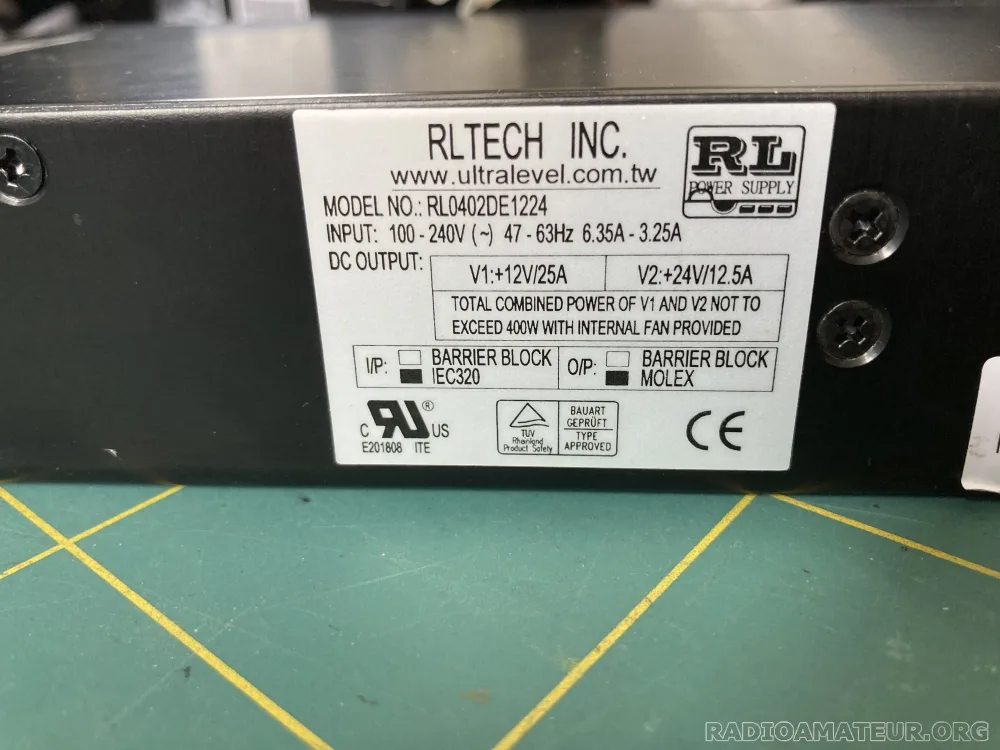 RLTECH INC.
www.ultralevel.com.tw
RL
POWER SUPPLY
MODEL NO.: RL0402DE1224
INPUT: 100 - 240V (~) 47 - 63Hz 6.35A - 3.25A
DC OUTPUT:
V1:+12V/25A
V2:+24V/12.5A
TOTAL COMBINED POWER OF V1 AND V2 NOT TO
EXCEED 400W WITH INTERNAL FAN PROVIDED
I/P:
BARRIER BLOCK
IEC320
O/P:
BARRIER BLOCK
MOLEX
C RU ® US
E201808 ITE
TUV
Rheinland
Product Safety
BAUART
GEPRÜFT
TYPE
APPROVED
CE
RADIOAMATEUR.ORG